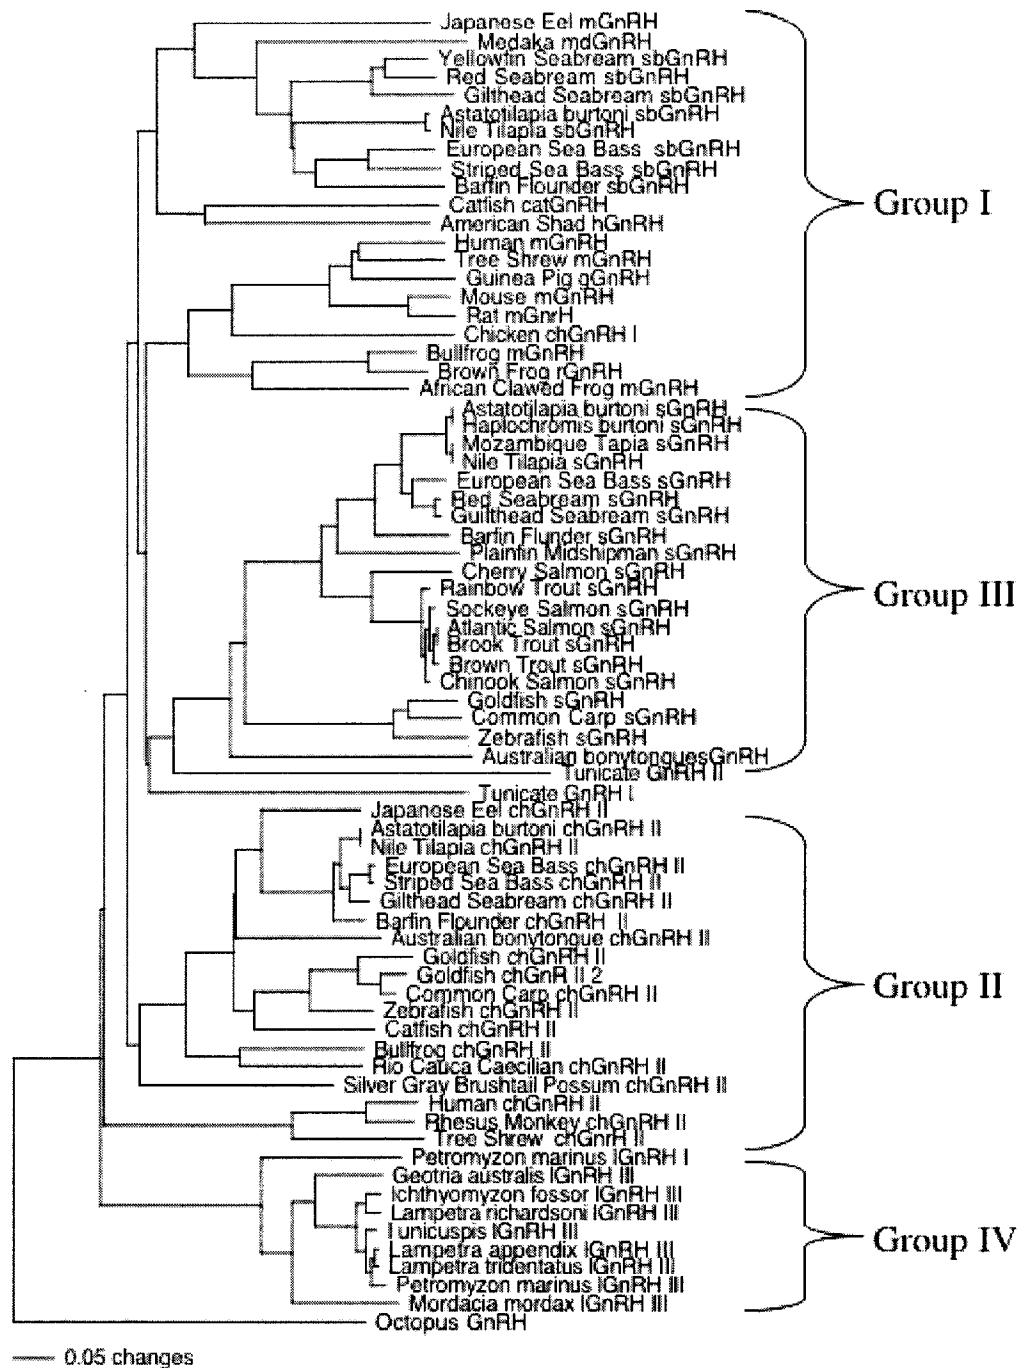 Japanese Eel mGnRH
Medaka mdGnRH
Yellowfin Seabream sbGnRH
Red Seabream sbGnRH
Gilthead Seabream sbGnRH
Astatotilapia burtoni sbGnRH
Nile Tilapia sbGnRH
European Sea Bass sbGnRH
Striped Sea Bass sbGnRH
Barfin Flounder sbGnRH
Catfish catGnRH
American Shad hGnRH
Human mGnRH
Tree Shrew mGnRH
Guinea Pig gGnRH
Mouse mGnRH
Rat mGnrH
Chicken chGnRH I
Bullfrog mGnRH
Brown Frog rGnRH
African Clawed Frog mGnRH
Group I
Astatotilapia burtoni sGnRH
Haplochromis burtoni sGnRH
Mozambique Tapia sGnRH
Nile Tilapia sGnRH
European Sea Bass sGnRH
Red Seabream sGnRH
Guilthead Seabream sGnRH
Barfin Flunder sGnRH
Plainfin Midshipman sGnRH
Cherry Salmon sGnRH
Rainbow Trout sGnRH
Sockeye Salmon sGnRH
Atlantic Salmon sGnRH
Brook Trout sGnRH
Brown Trout sGnRH
Chinook Salmon sGnRH
Goldfish sGnRH
Common Carp sGnRH
Zebrafish sGnRH
Australian bonytonguesGnRH
Tunicate GnRH II
Group III
Tunicate GnRH I
Japanese Eel chGnRH II
Astatotilapia burtoni chGnRH II
Nile Tilapia chGnRH II
European Sea Bass chGnRH II
Striped Sea Bass chGnRH II
Gilthead Seabream chGnRH II
Barfin Flounder chGnRH II
Australian bonytongue chGnRH II
Goldfish chGnRH II
Goldfish chGnR II 2
Common Carp chGnRH II
Zebrafish chGnRH II
Catfish chGnRH II
Bullfrog chGnRH II
Rio Cauca Caecilian chGnRH II
Silver Gray Brushtail Possum chGnRH II
Human chGnRH II
Rhesus Monkey chGnRH II
Tree Shrew chGnrH II
Group II
Petromyzon marinus lGnRH I
Geotria australis lGnRH III
Ichthyomyzon fossor lGnRH III
Lampetra richardsoni lGnRH III
I unicuspis lGnRH III
Lampetra appendix lGnRH III
Lampetra tridentatus lGnRH III
Petromyzon marinus lGnRH III
Mordacia mordax lGnRH III
Group IV
Octopus GnRH
0.05 changes